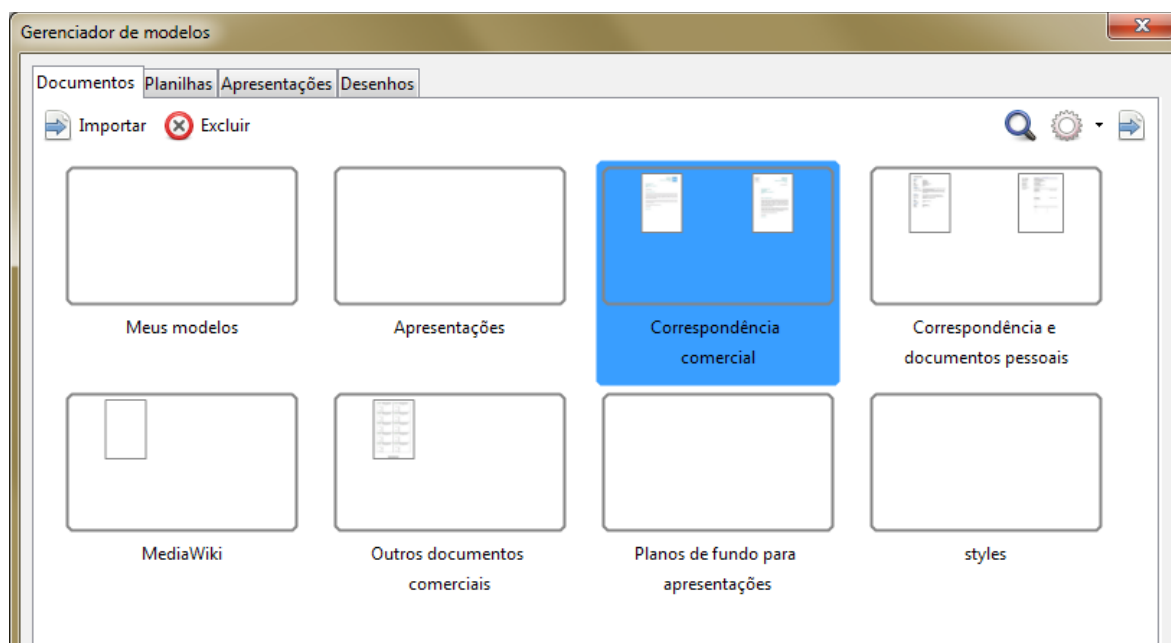 Gerenciador de modelos
Documentos Planilhas Apresentações Desenhos
Importar Excluir
Meus modelos
Apresentações
Correspondência
comercial
Correspondência e
documentos pessoais
MediaWiki
Outros documentos
comerciais
Planos de fundo para
apresentações
styles